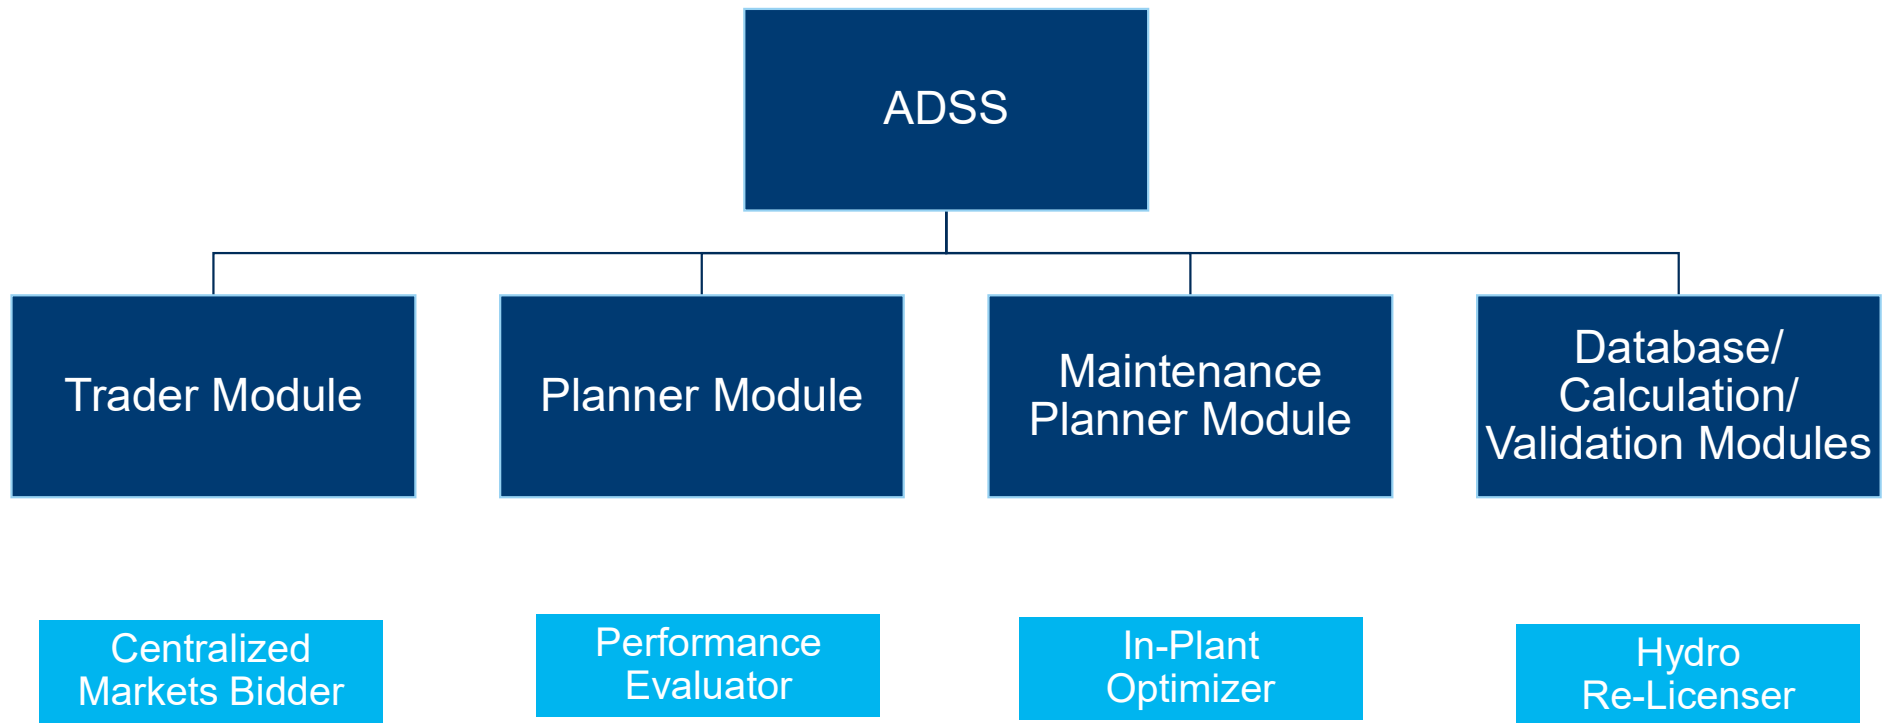 ADSS
Trader Module
Planner Module
Maintenance
Planner Module
Database/
Calculation/
Validation Modules
Centralized
Markets Bidder
Performance
Evaluator
In-Plant
Optimizer
Hydro
Re-Licenser